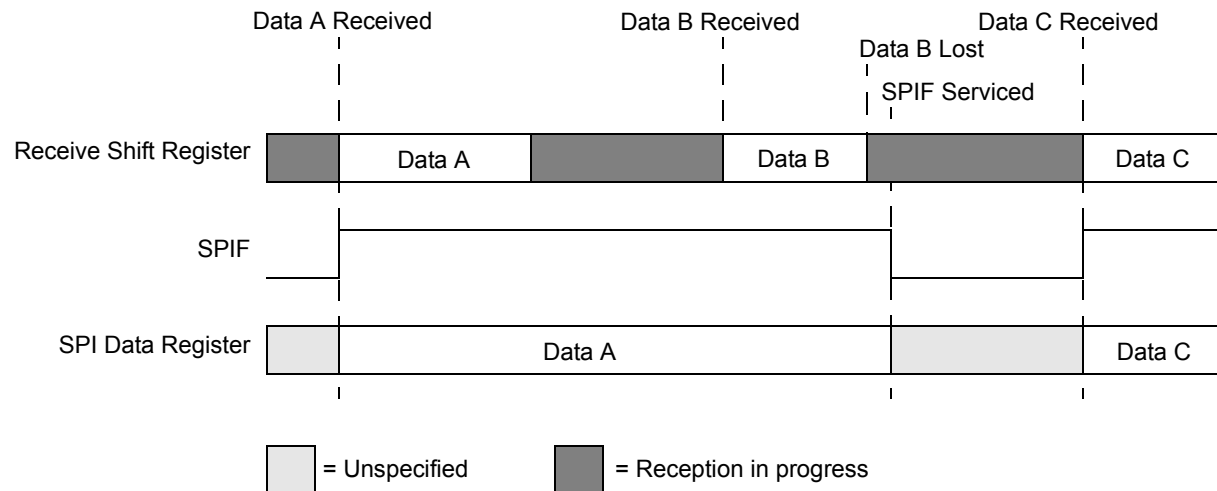 Data A Received
Data B Received
Data C Received
Data B Lost
SPIF Serviced
Receive Shift Register
Data A
Data B
Data C
SPIF
SPI Data Register
Data A
Data C
= Unspecified
= Reception in progress